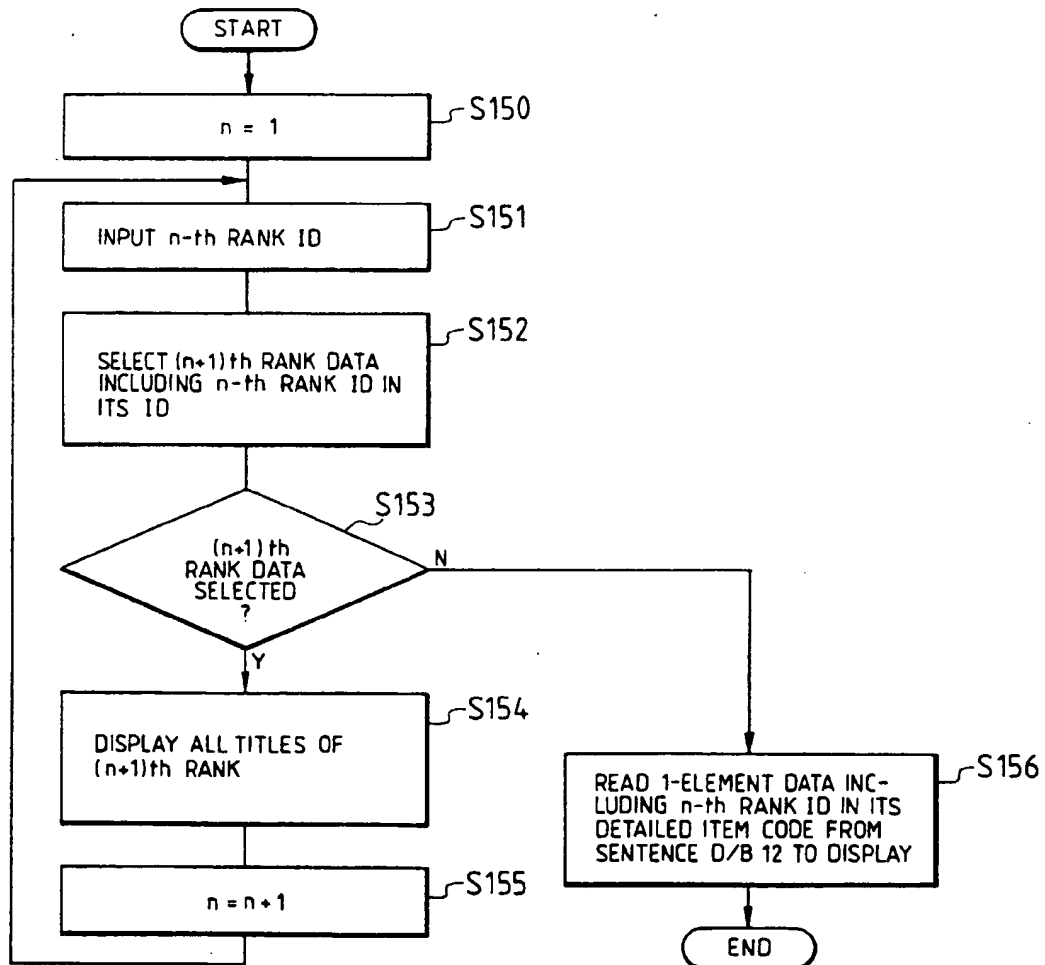 START
n = 1
S150
INPUT n-th RANK ID
S151
SELECT (n+1)th RANK DATA
INCLUDING n-th RANK ID IN
ITS ID
S152
S153
(n+1)th
RANK DATA
SELECTED
?
N
Y
DISPLAY ALL TITLES OF
(n+1)th RANK
S154
n = n+1
S155
READ 1-ELEMENT DATA INC-
LUDING n-th RANK ID IN ITS
DETAILED ITEM CODE FROM
SENTENCE D/B 12 TO DISPLAY
S156
END